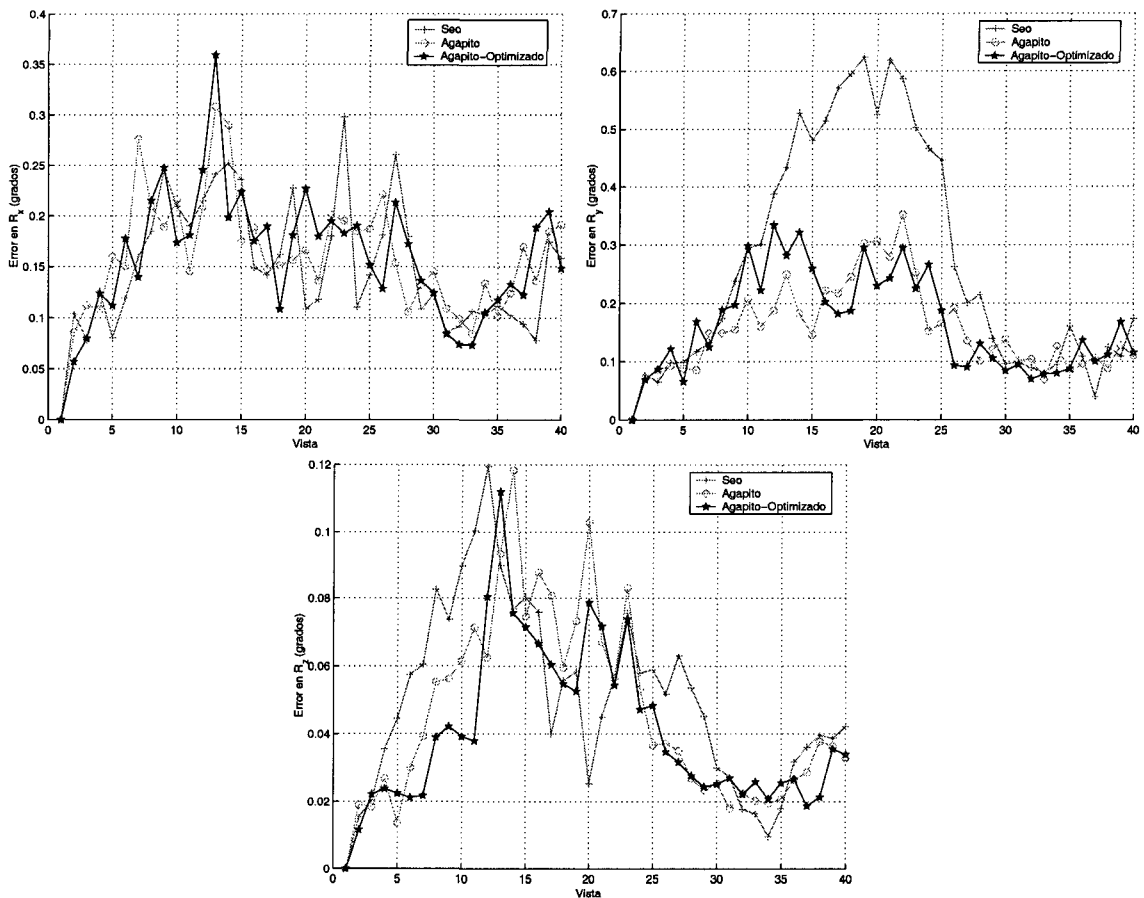 0.4
0.35
0.3
0.25
0.2
0.15
0.1
0.05
0
Error en Rx (grados)
0 5 10 15 20 25 30 35 40
Vista
Seo
Agapito
Agapito-Optimizado
0.7
0.6
0.5
0.4
0.3
0.2
0.1
0
Error en Ry (grados)
0 5 10 15 20 25 30 35 40
Vista
Seo
Agapito
Agapito-Optimizado
0.12
0.1
0.08
0.06
0.04
0.02
0
Error en Rz (grados)
0 5 10 15 20 25 30 35 40
Vista
Seo
Agapito
Agapito-Optimizado